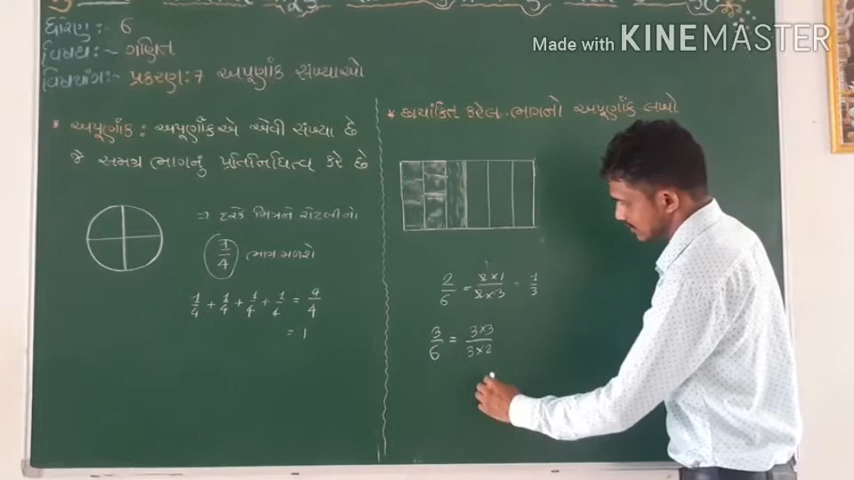 Made with KINEMASTER
ધોરણ :- 6
વિષય :~ ગણિત
વિષયાંગ :~ પ્રકરણ : 7 અપૂર્ણાંક સંખ્યાઓ
* અપૂર્ણાંક : અપૂર્ણાંક એ એવી સંખ્યા છે
જે સમગ્ર ભાગનું પ્રતિનિધિત્વ કરે છે
⇒ દરેક મિત્રને રોટલીનો
1/4 ભાગ મળશે
1/4 + 1/4 + 1/4 + 1/4 = 4/4
= 1
* છાયાંકિત કરેલ ભાગનો અપૂર્ણાંક લખો
2/6 = 2×1/2×3 = 1/3
3/6 = 3×3/3×2